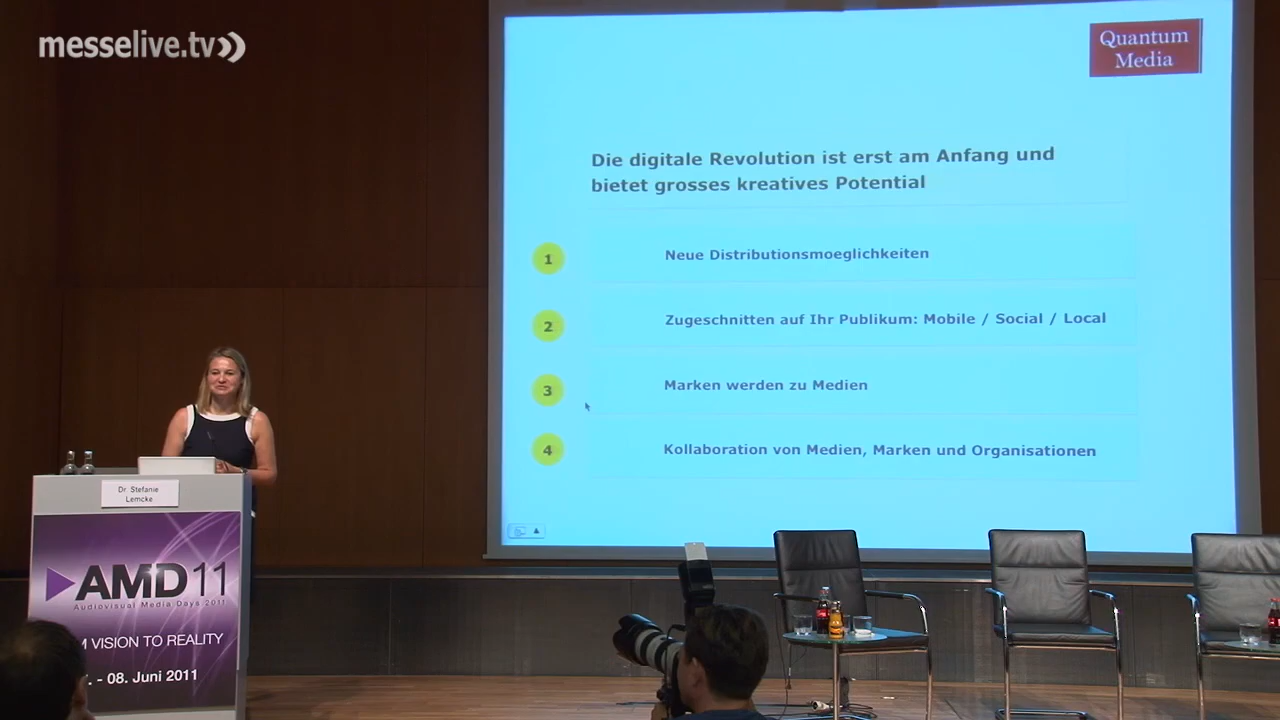 messelive.tv
Quantum
Media
Die digitale Revolution ist erst am Anfang und
bietet grosses kreatives Potential
1 Neue Distributionsmoeglichkeiten
2 Zugeschnitten auf Ihr Publikum: Mobile / Social / Local
3 Marken werden zu Medien
4 Kollaboration von Medien, Marken und Organisationen
Dr Stefanie
Lemcke
AMD11
Audiovisual Media Days 2011
VISION TO REALITY
. - 08. Juni 2011